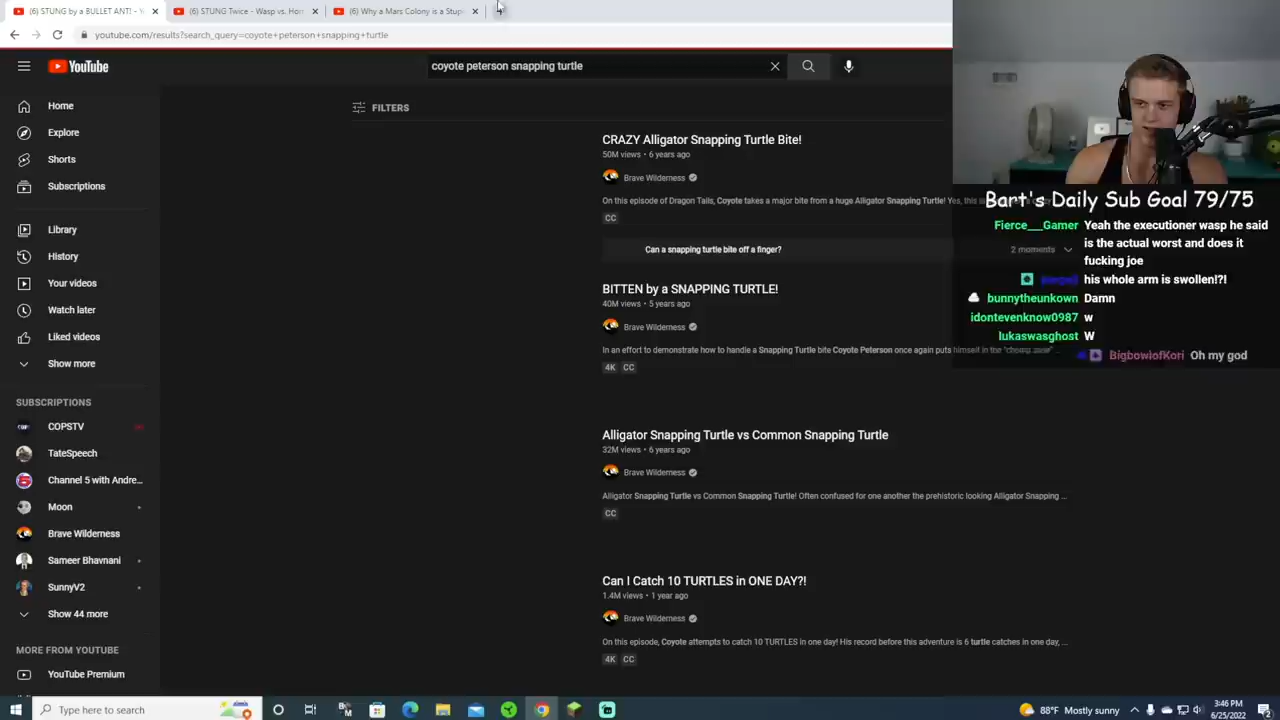 (6) STUNG by a BULLET ANT! - Y
(6) STUNG Twice - Wasp vs. Hor
(6) Why a Mars Colony is a Stup
youtube.com/results?search_query=coyote+peterson+snapping+turtle
YouTube
coyote peterson snapping turtle
Home
Explore
Shorts
Subscriptions
Library
History
Your videos
Watch later
Liked videos
Show more
SUBSCRIPTIONS
COPSTV
TateSpeech
Channel 5 with Andre...
Moon
Brave Wilderness
Sameer Bhavnani
SunnyV2
Show 44 more
MORE FROM YOUTUBE
YouTube Premium
FILTERS
CRAZY Alligator Snapping Turtle Bite!
50M views • 6 years ago
Brave Wilderness
On this episode of Dragon Tails, Coyote takes a major bite from a huge Alligator Snapping Turtle! Yes, this is
CC
Can a snapping turtle bite off a finger?
2 moments
BITTEN by a SNAPPING TURTLE!
40M views • 5 years ago
Brave Wilderness
In an effort to demonstrate how to handle a Snapping Turtle bite Coyote Peterson once again puts himself in the "chomp zone" ...
4K CC
Alligator Snapping Turtle vs Common Snapping Turtle
32M views • 6 years ago
Brave Wilderness
Alligator Snapping Turtle vs Common Snapping Turtle! Often confused for one another the prehistoric looking Alligator Snapping ...
CC
Can I Catch 10 TURTLES in ONE DAY?!
1.4M views • 1 year ago
Brave Wilderness
On this episode, Coyote attempts to catch 10 TURTLES in one day! His record before this adventure is 6 turtle catches in one day, ...
4K CC
Bart's Daily Sub Goal 79/75
Fierce___Gamer Yeah the executioner wasp he said
is the actual worst and does it
fucking joe
his whole arm is swollen!?!
bunnytheunkown Damn
idontevenknow0987 w
lukaswasghost W
BigbowlofKori Oh my god
Type here to search
88°F Mostly sunny
3:46 PM
6/25/2022